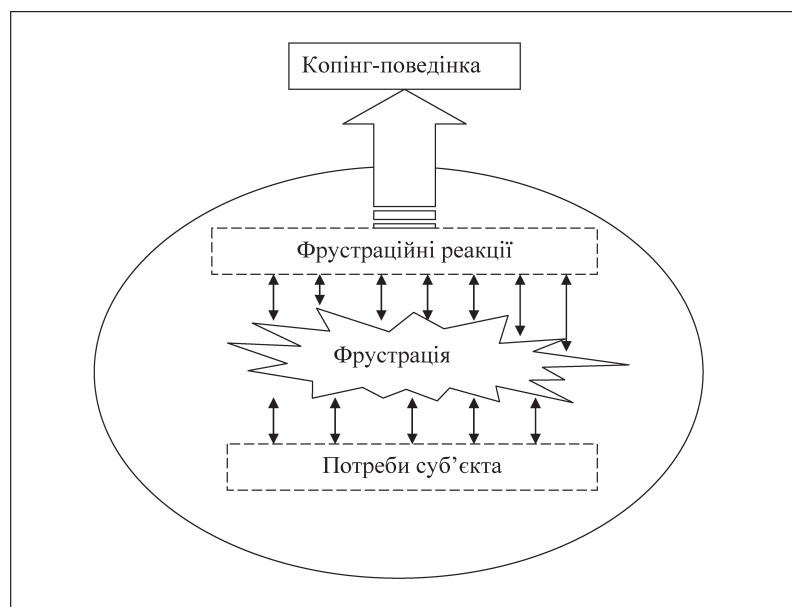 Копінг-поведінка
Фрустраційні реакції
Фрустрація
Потреби суб’єкта